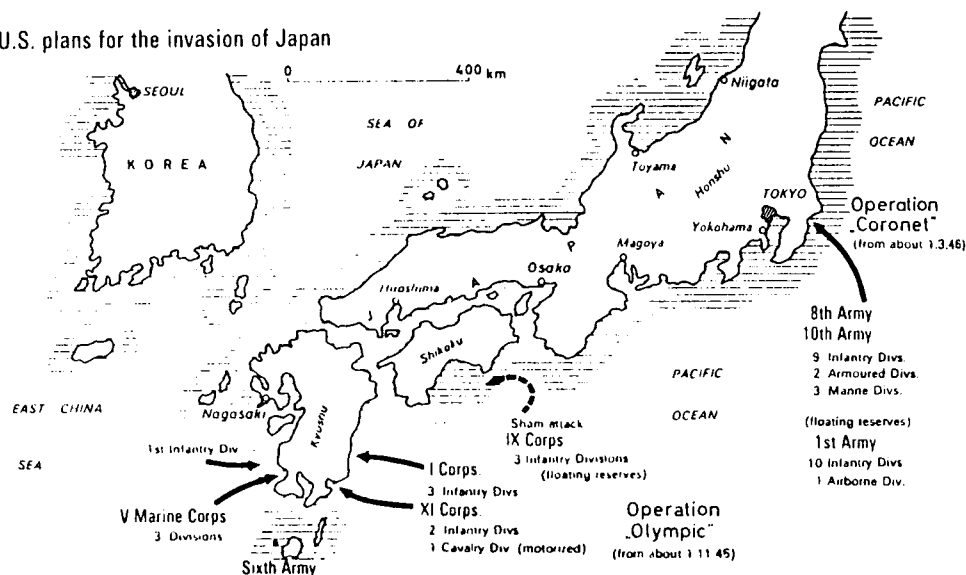 U.S. plans for the invasion of Japan
0 400 km
SEOUL
KOREA
SEA OF
JAPAN
Niigata
PACIFIC
OCEAN
Toyama
JAPAN
Honshu
TOKYO
Yokohama
Magoya
Osaka
Hiroshima
Shikoku
Kyushu
Nagasaki
EAST CHINA
SEA
PACIFIC
OCEAN
Operation
„Coronet"
(from about 1.3.46)
8th Army
10th Army
9 Infantry Divs.
2 Armoured Divs.
3 Marine Divs.
(floating reserves)
1st Army
10 Infantry Divs
1 Airborne Div.
Sham attack
IX Corps
3 Infantry Divisions
(floating reserves)
1st Infantry Div
V Marine Corps
3 Divisions
I Corps.
3 Infantry Divs
XI Corps.
2 Infantry Divs
1 Cavalry Div (motorized)
Operation
„Olympic"
(from about 1 11 45)
Sixth Army